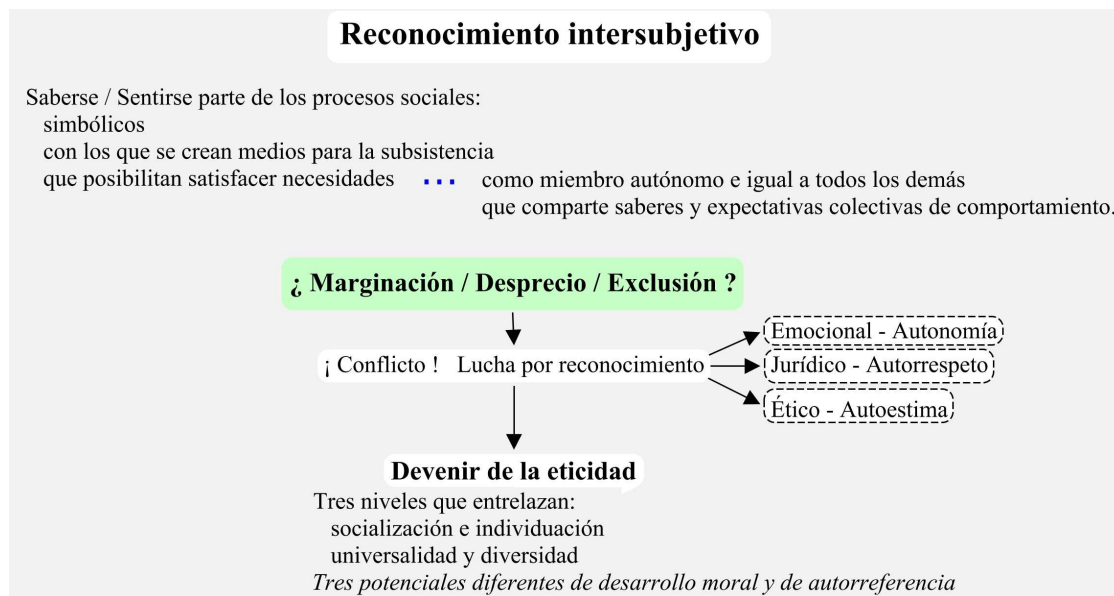 Reconocimiento intersubjetivo
Saberse / Sentirse parte de los procesos sociales:
simbólicos
con los que se crean medios para la subsistencia
que posibilitan satisfacer necesidades ... como miembro autónomo e igual a todos los demás
que comparte saberes y expectativas colectivas de comportamiento.
¿ Marginación / Desprecio / Exclusión ?
¡ Conflicto ! Lucha por reconocimiento
Emocional - Autonomía
Jurídico - Autorrespeto
Ético - Autoestima
Devenir de la eticidad
Tres niveles que entrelazan:
socialización e individuación
universalidad y diversidad
Tres potenciales diferentes de desarrollo moral y de autorreferencia